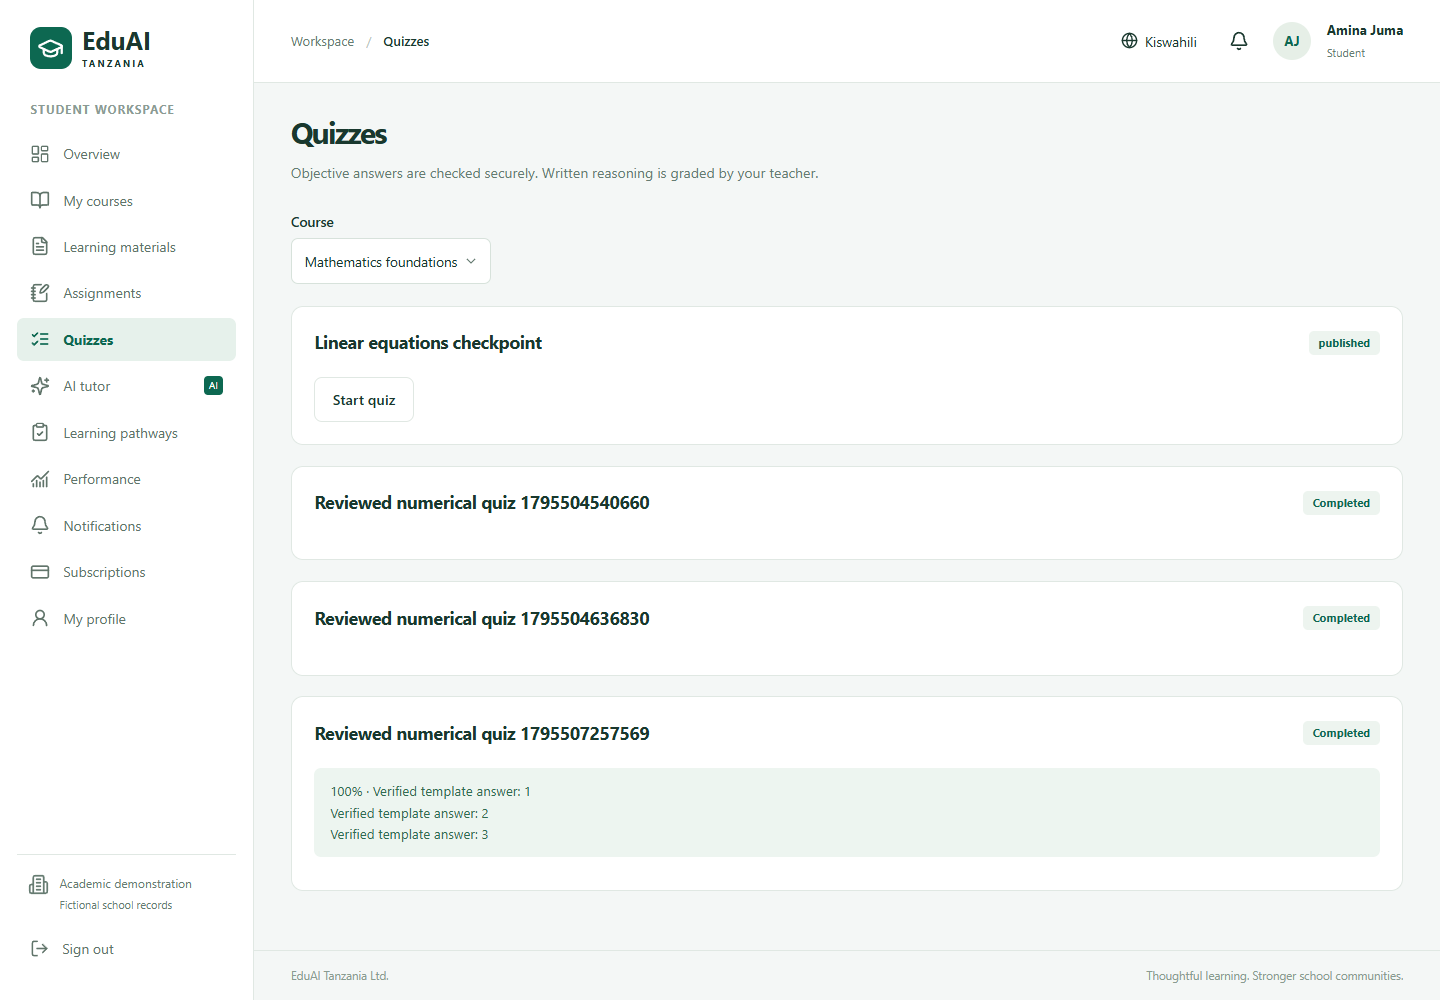 EduAI
TANZANIA
STUDENT WORKSPACE
Overview
My courses
Learning materials
Assignments
Quizzes
AI tutor
AI
Learning pathways
Performance
Notifications
Subscriptions
My profile
Academic demonstration
Fictional school records
Sign out
Workspace / Quizzes
Kiswahili
AJ
Amina Juma
Student
Quizzes
Objective answers are checked securely. Written reasoning is graded by your teacher.
Course
Mathematics foundations
Linear equations checkpoint
published
Start quiz
Reviewed numerical quiz 1795504540660
Completed
Reviewed numerical quiz 1795504636830
Completed
Reviewed numerical quiz 1795507257569
Completed
100% · Verified template answer: 1
Verified template answer: 2
Verified template answer: 3
EduAI Tanzania Ltd.
Thoughtful learning. Stronger school communities.